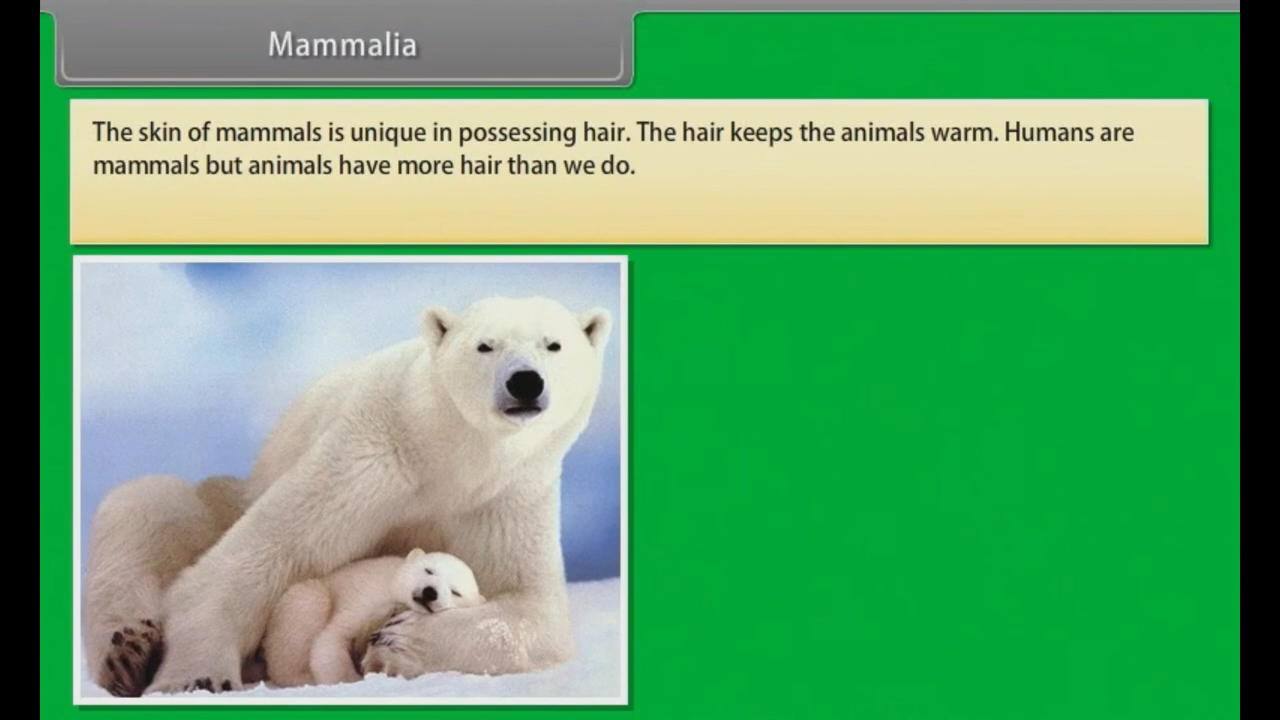 Mammalia
The skin of mammals is unique in possessing hair. The hair keeps the animals warm. Humans are
mammals but animals have more hair than we do.